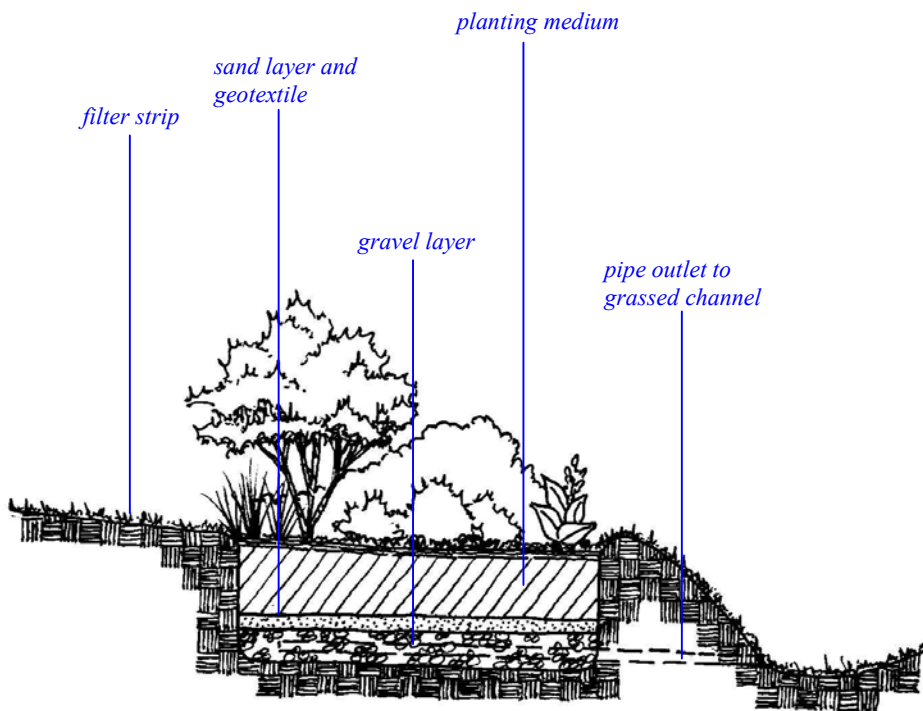 planting medium
sand layer and
geotextile
filter strip
gravel layer
pipe outlet to
grassed channel